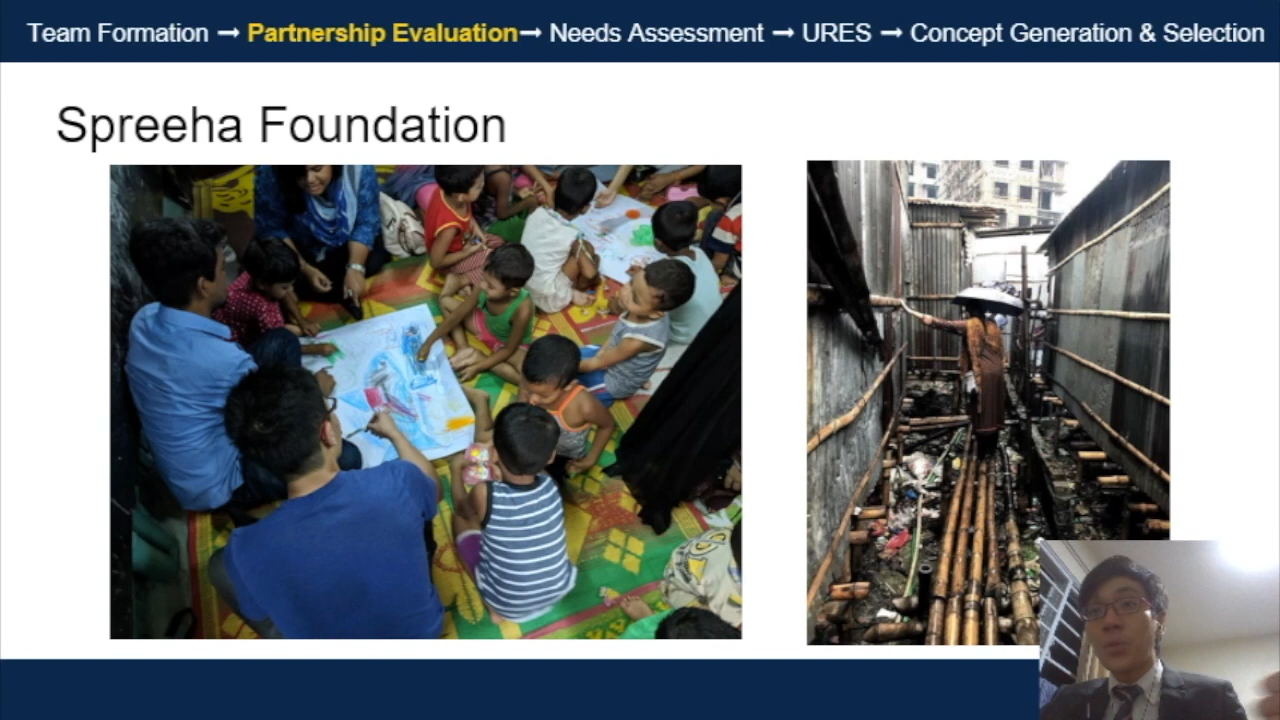 Team Formation → Partnership Evaluation→ Needs Assessment → URES → Concept Generation & Selection
Spreeha Foundation